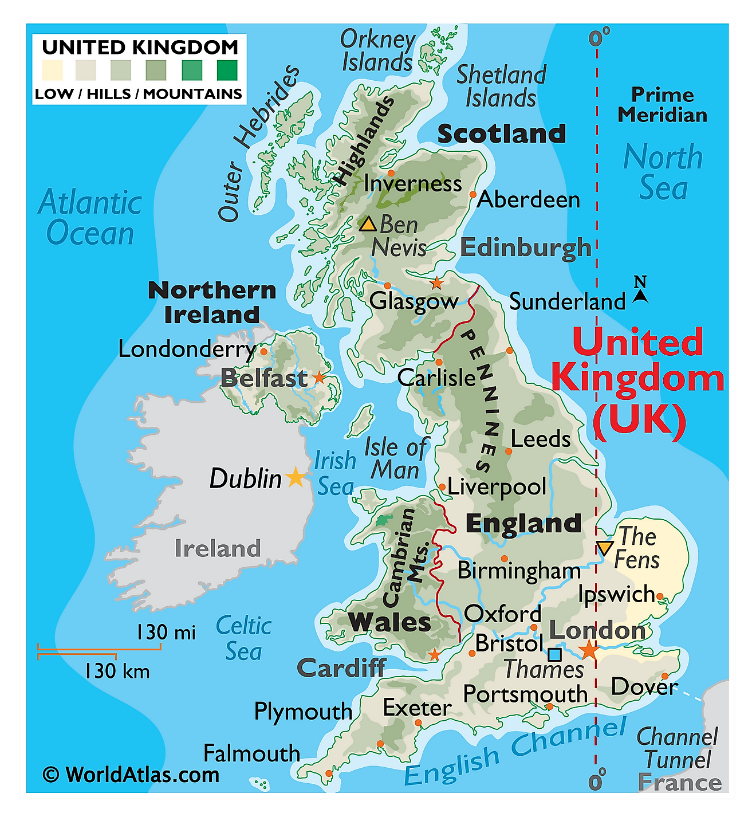 UNITED KINGDOM
LOW / HILLS / MOUNTAINS
Orkney
Islands
0°
Shetland
Islands
Prime
Meridian
Outer Hebrides
Highlands
Scotland
North
Sea
Inverness
Aberdeen
Atlantic
Ocean
Ben
Nevis
Edinburgh
Northern
Ireland
Glasgow
Sunderland
N
United
Kingdom
(UK)
Londonderry
Belfast
Carlisle
PENNINES
Isle of
Man
Leeds
Irish
Sea
Dublin
Liverpool
England
The
Fens
Ireland
Cambrian
Mts.
Birmingham
Ipswich
Oxford
Wales
London
130 mi
Celtic
Sea
Bristol
130 km
Cardiff
Thames
Portsmouth
Dover
Plymouth
Exeter
English Channel
Channel
Tunnel
Falmouth
© WorldAtlas.com
0°
France